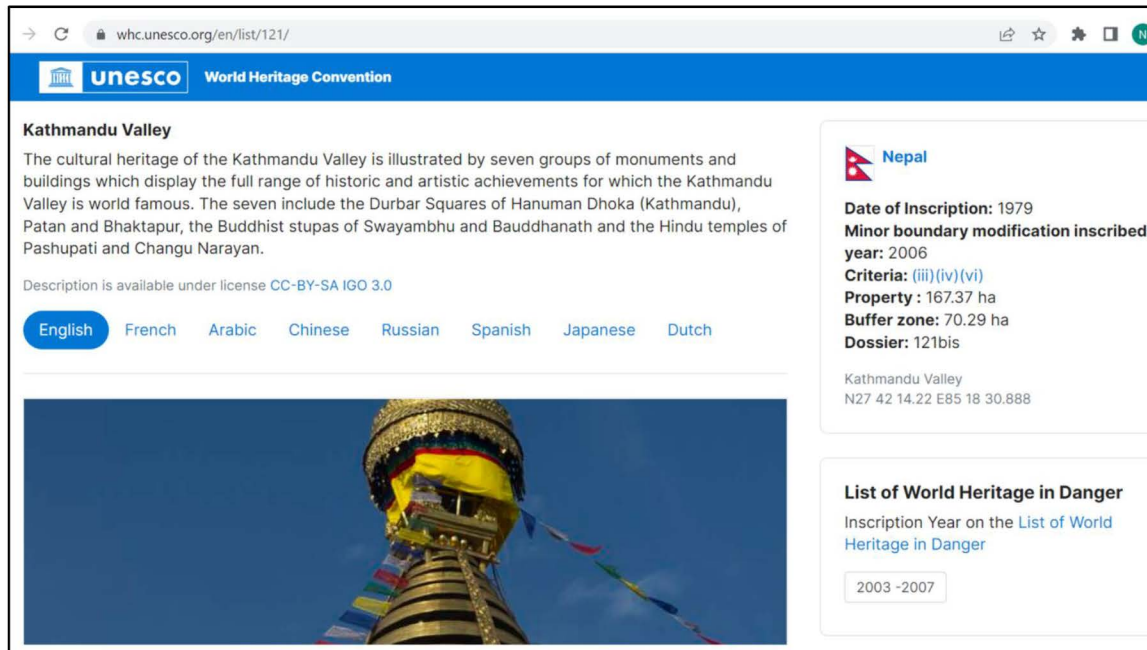 whc.unesco.org/en/list/121/
N
unesco World Heritage Convention
Kathmandu Valley
The cultural heritage of the Kathmandu Valley is illustrated by seven groups of monuments and
buildings which display the full range of historic and artistic achievements for which the Kathmandu
Valley is world famous. The seven include the Durbar Squares of Hanuman Dhoka (Kathmandu),
Patan and Bhaktapur, the Buddhist stupas of Swayambhu and Bauddhanath and the Hindu temples of
Pashupati and Changu Narayan.
Description is available under license CC-BY-SA IGO 3.0
English French Arabic Chinese Russian Spanish Japanese Dutch
Nepal
Date of Inscription: 1979
Minor boundary modification inscribed
year: 2006
Criteria: (iii)(iv)(vi)
Property : 167.37 ha
Buffer zone: 70.29 ha
Dossier: 121bis
Kathmandu Valley
N27 42 14.22 E85 18 30.888
List of World Heritage in Danger
Inscription Year on the List of World
Heritage in Danger
2003 -2007